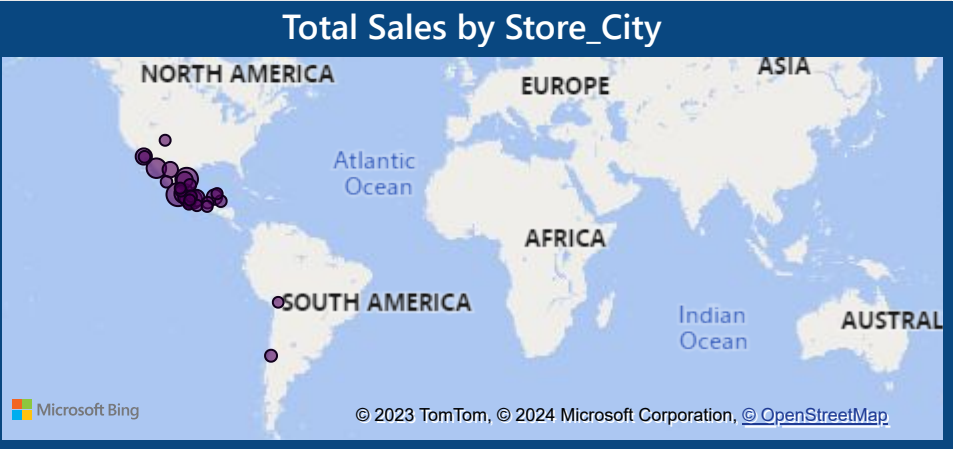 Total Sales by Store_City
NORTH AMERICA
ASIA
EUROPE
Atlantic
Ocean
AFRICA
SOUTH AMERICA
Indian
Ocean
AUSTRAL
Microsoft Bing
© 2023 TomTom, © 2024 Microsoft Corporation, © OpenStreetMap